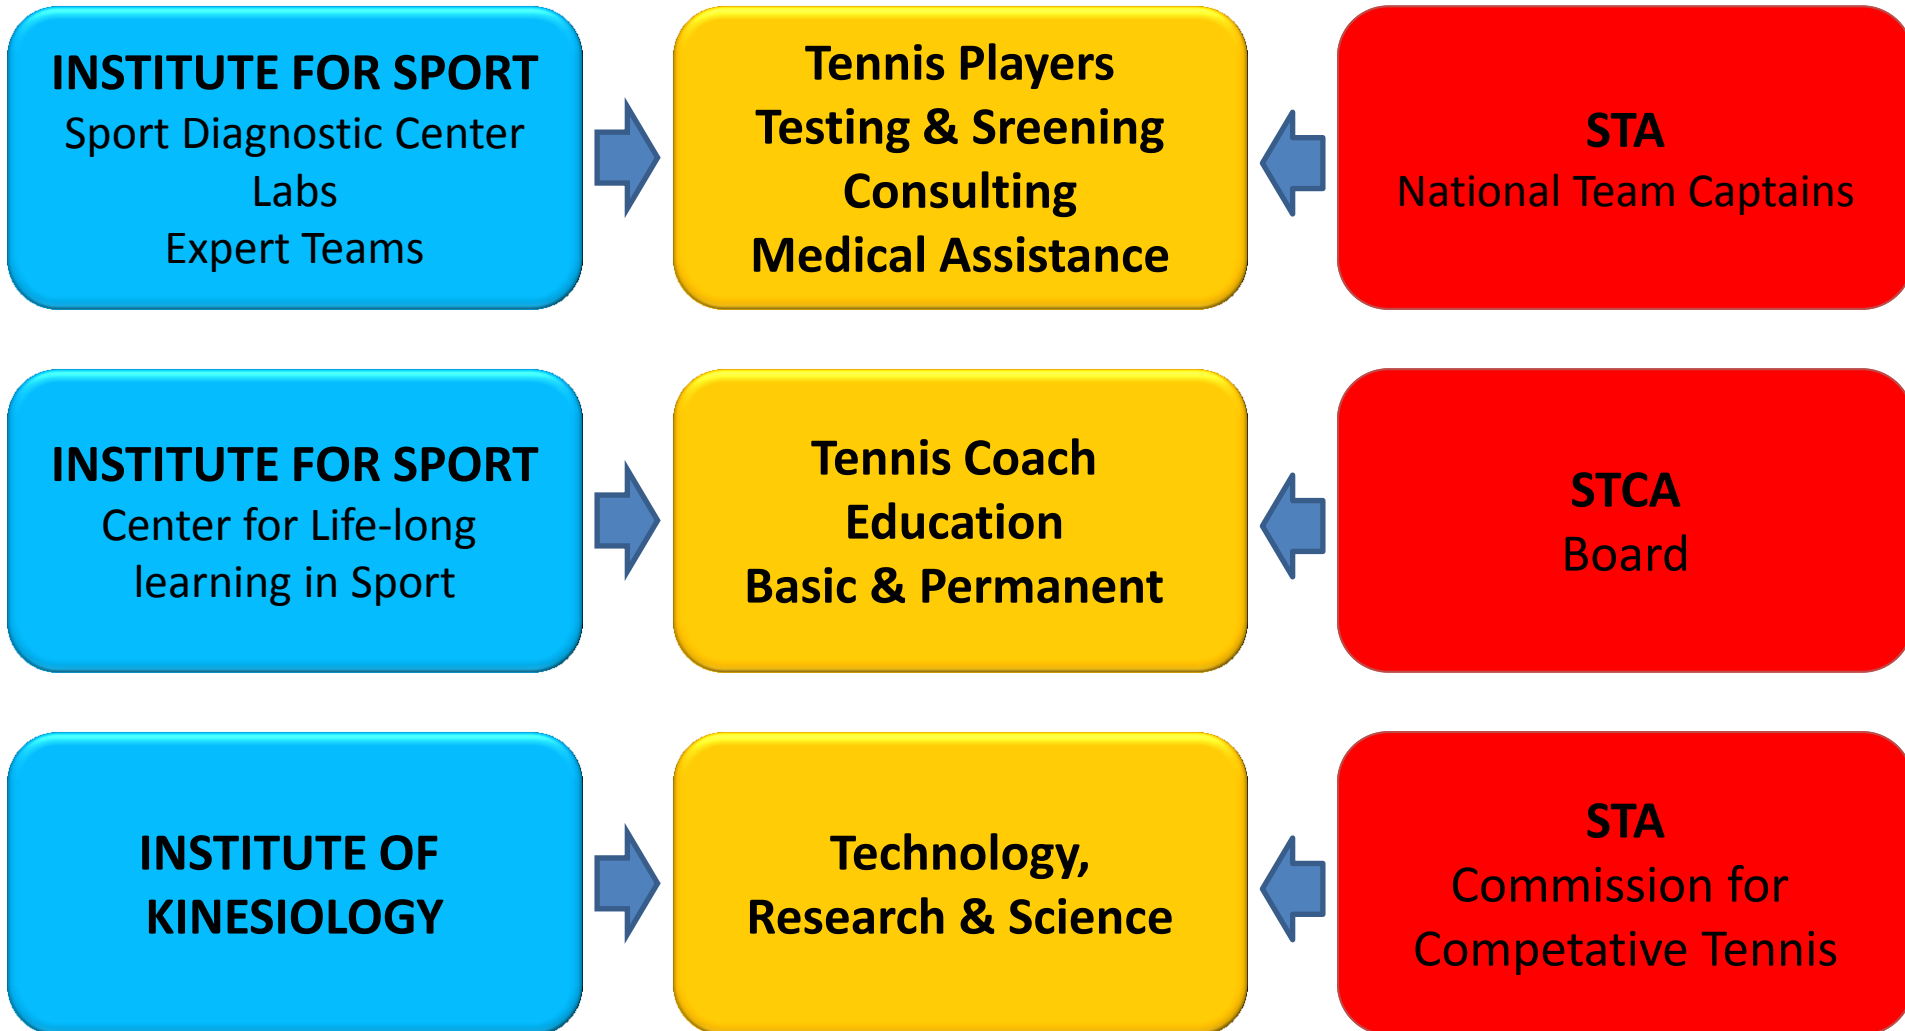 INSTITUTE FOR SPORT
Sport Diagnostic Center
Labs
Expert Teams
Tennis Players
Testing & Sreening
Consulting
Medical Assistance
STA
National Team Captains
INSTITUTE FOR SPORT
Center for Life-long
learning in Sport
Tennis Coach
Education
Basic & Permanent
STCA
Board
INSTITUTE OF
KINESIOLOGY
Technology,
Research & Science
STA
Commission for
Competative Tennis